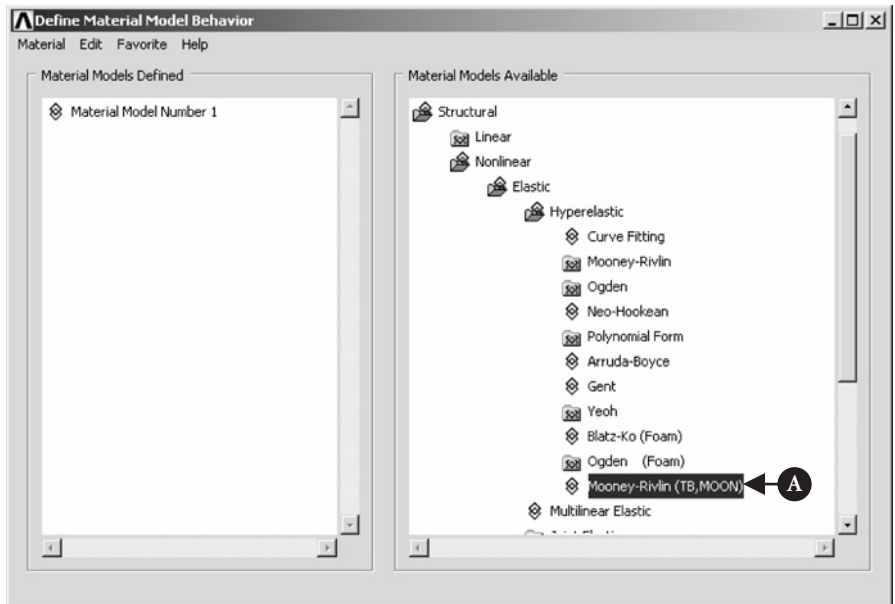 Define Material Model Behavior
Material Edit Favorite Help
Material Models Defined
Material Model Number 1
Material Models Available
Structural
Linear
Nonlinear
Elastic
Hyperelastic
Curve Fitting
Mooney-Rivlin
Ogden
Neo-Hookean
Polynomial Form
Arruda-Boyce
Gent
Yeoh
Blatz-Ko (Foam)
Ogden (Foam)
Mooney-Rivlin (TB,MOON)
A
Multilinear Elastic